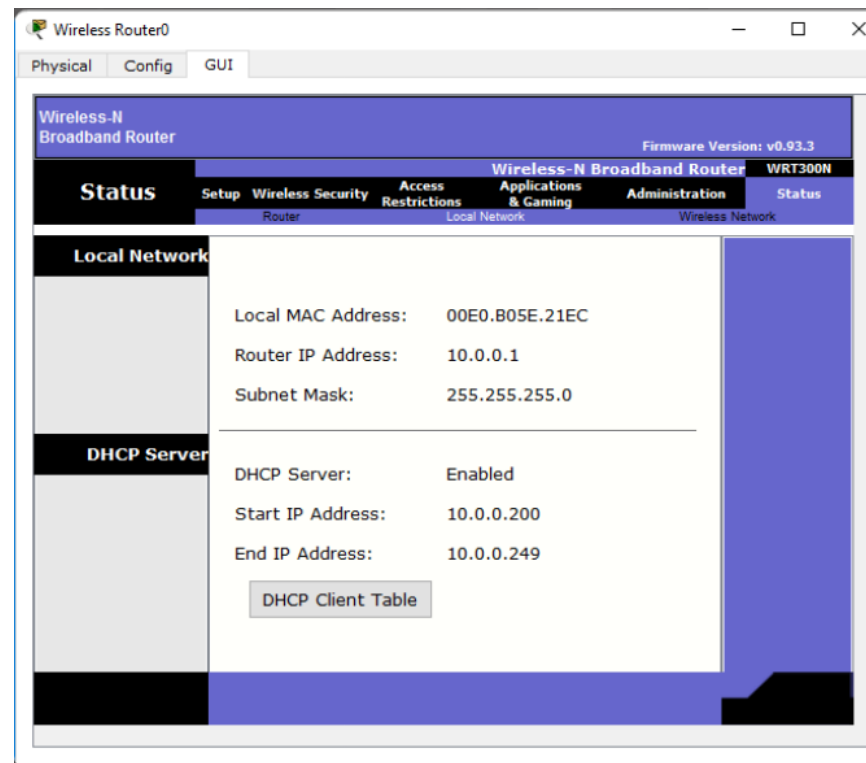 Wireless Router0
Physical Config GUI
Wireless-N
Broadband Router
Firmware Version: v0.93.3
Wireless-N Broadband Router WRT300N
Status
Setup Wireless Security Access Restrictions Applications & Gaming Administration Status
Router Local Network Wireless Network
Local Network
Local MAC Address: 00E0.B05E.21EC
Router IP Address: 10.0.0.1
Subnet Mask: 255.255.255.0
DHCP Server
DHCP Server: Enabled
Start IP Address: 10.0.0.200
End IP Address: 10.0.0.249
DHCP Client Table